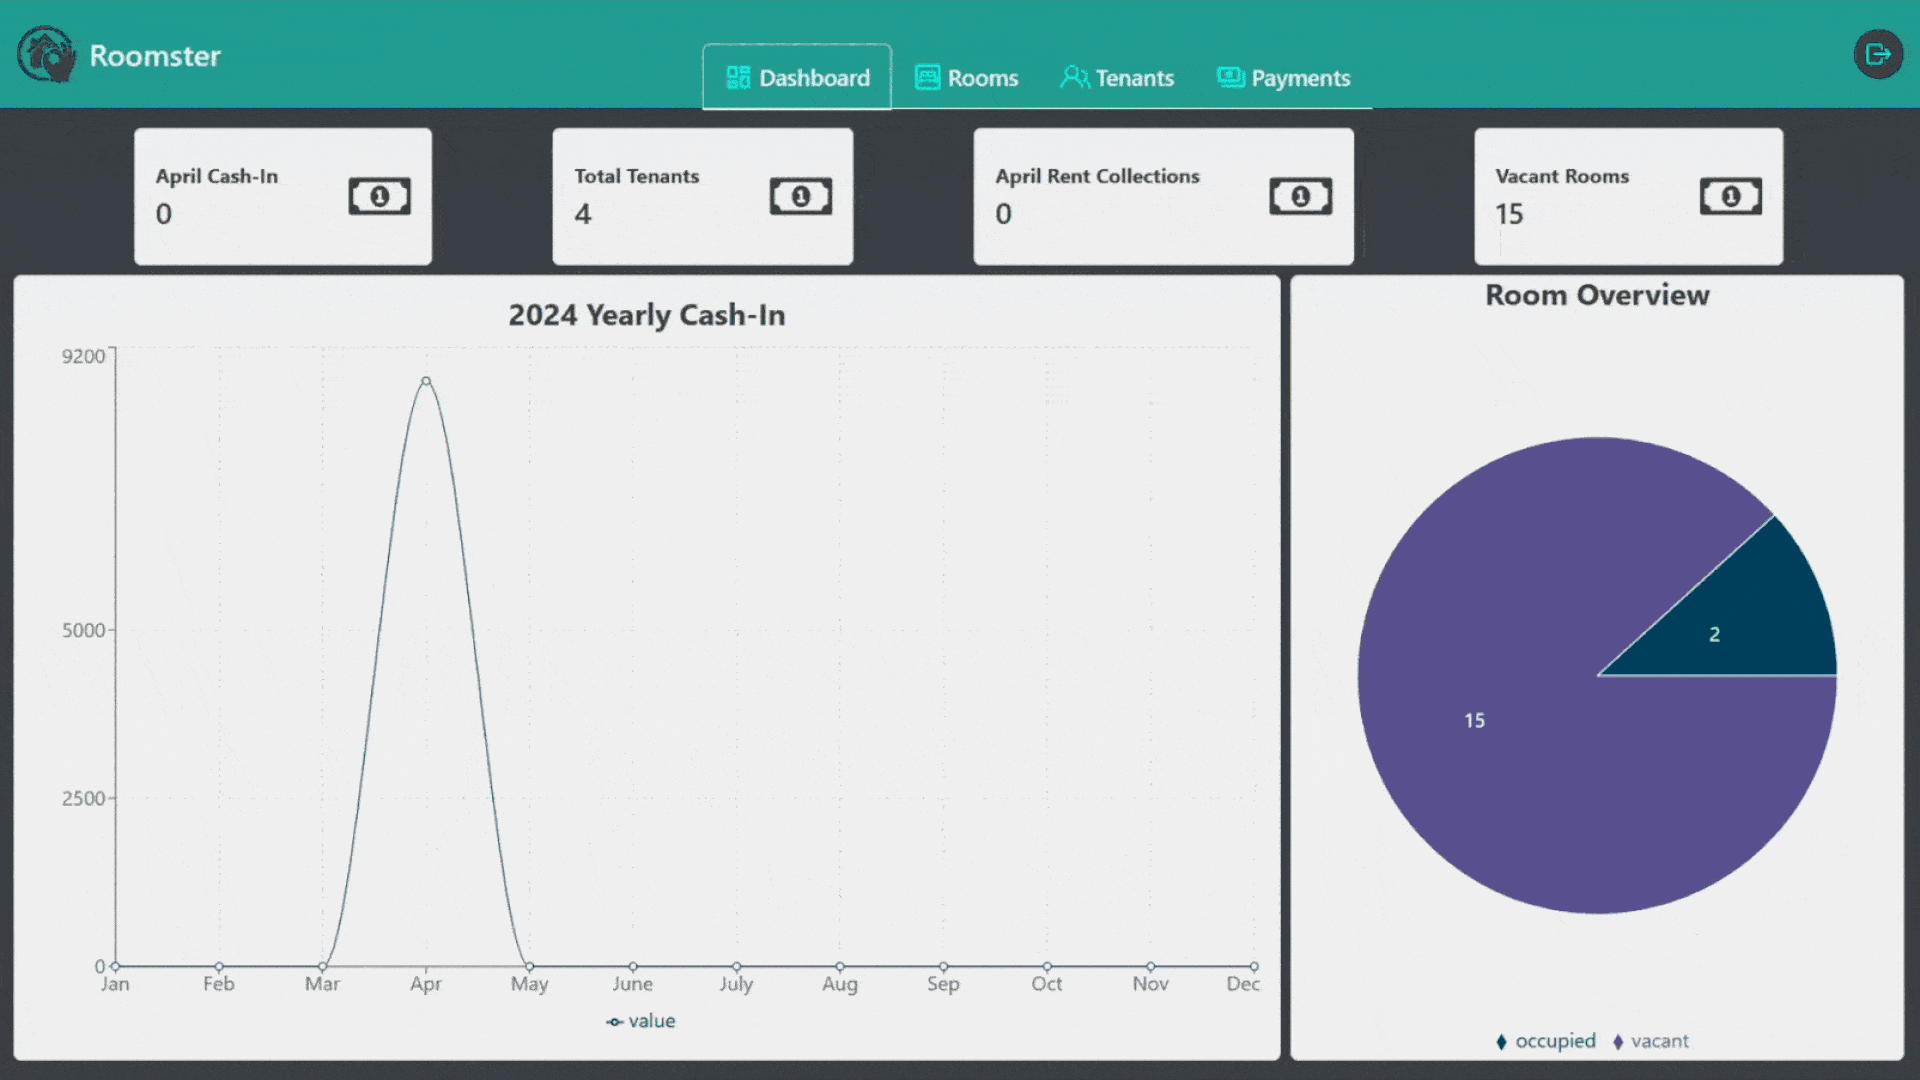 Roomster
Dashboard
Rooms
Tenants
Payments
April Cash-In
0
Total Tenants
4
April Rent Collections
0
Vacant Rooms
15
2024 Yearly Cash-In
9200
5000
2500
0
Jan Feb Mar Apr May June July Aug Sep Oct Nov Dec
value
Room Overview
2
15
occupied vacant